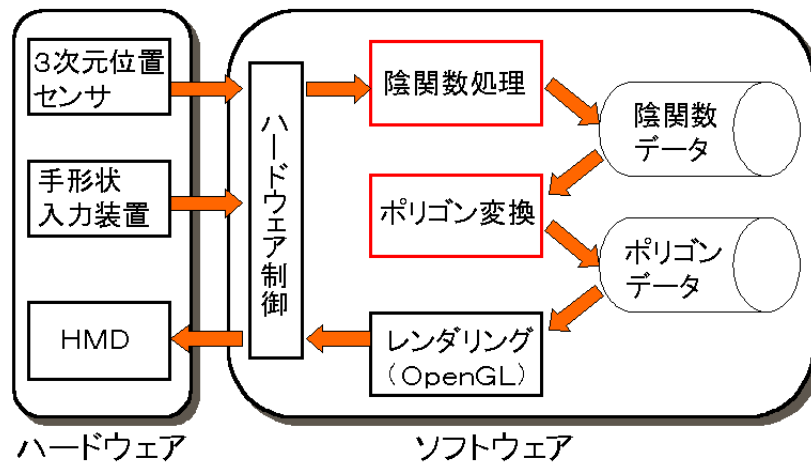 3次元位置
センサ
手形状
入力装置
HMD
ハードウェア
ハードウェア制御
陰関数処理
陰関数
データ
ポリゴン変換
ポリゴン
データ
レンダリング
(OpenGL)
ソフトウェア